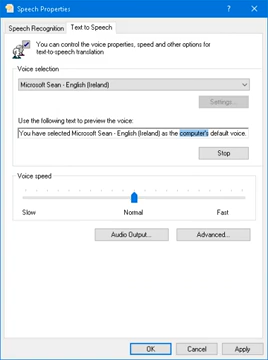 Speech Properties
Speech Recognition Text to Speech
You can control the voice properties, speed and other options for
text-to-speech translation
Voice selection
Microsoft Sean - English (Ireland)
Settings...
Use the following text to preview the voice:
You have selected Microsoft Sean - English (Ireland) as the computer's default voice.
Stop
Voice speed
Slow Normal Fast
Audio Output... Advanced...
OK Cancel Apply